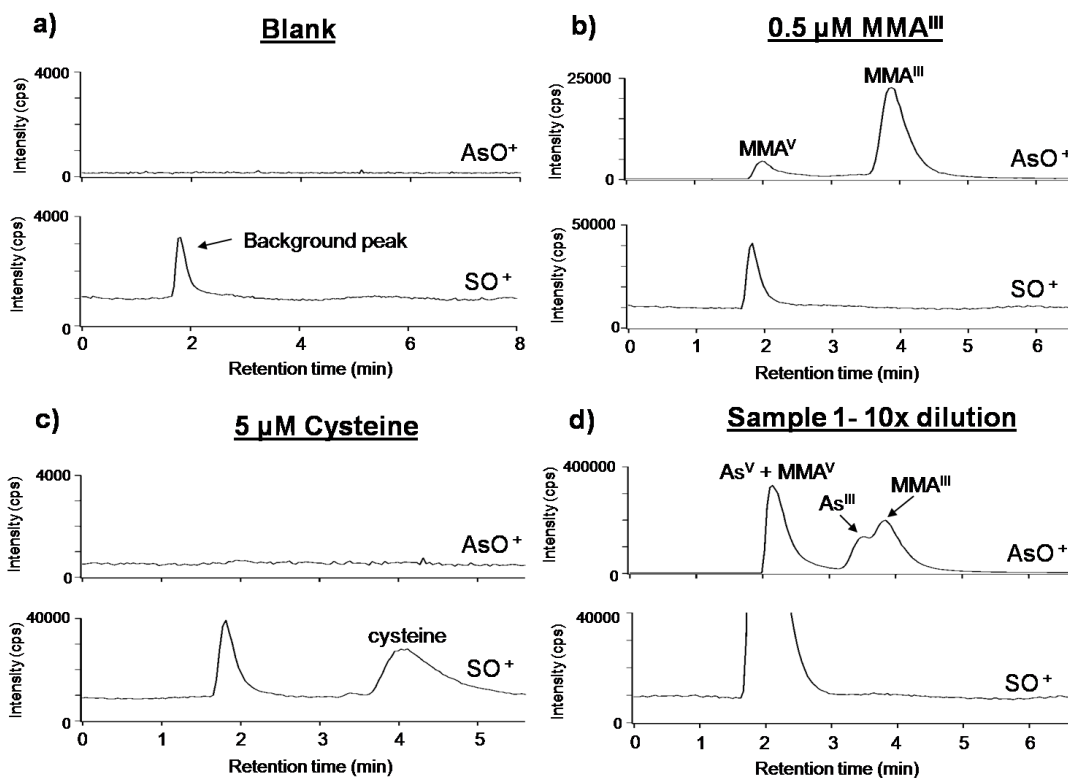 a)
Blank
4000
0
Intensity (cps)
AsO⁺
4000
0
Intensity (cps)
Background peak
SO⁺
0 2 4 6 8
Retention time (min)
b)
0.5 µM MMAᴵᴵᴵ
25000
0
Intensity (cps)
MMAⱽ
MMAᴵᴵᴵ
AsO⁺
50000
0
Intensity (cps)
SO⁺
0 1 2 3 4 5 6
Retention time (min)
c)
5 µM Cysteine
4000
0
Intensity (cps)
AsO⁺
40000
0
Intensity (cps)
cysteine
SO⁺
0 1 2 3 4 5
Retention time (min)
d)
Sample 1- 10x dilution
400000
0
Intensity (cps)
Asⱽ + MMAⱽ
Asᴵᴵᴵ
MMAᴵᴵᴵ
AsO⁺
40000
0
Intensity (cps)
SO⁺
0 1 2 3 4 5 6
Retention time (min)